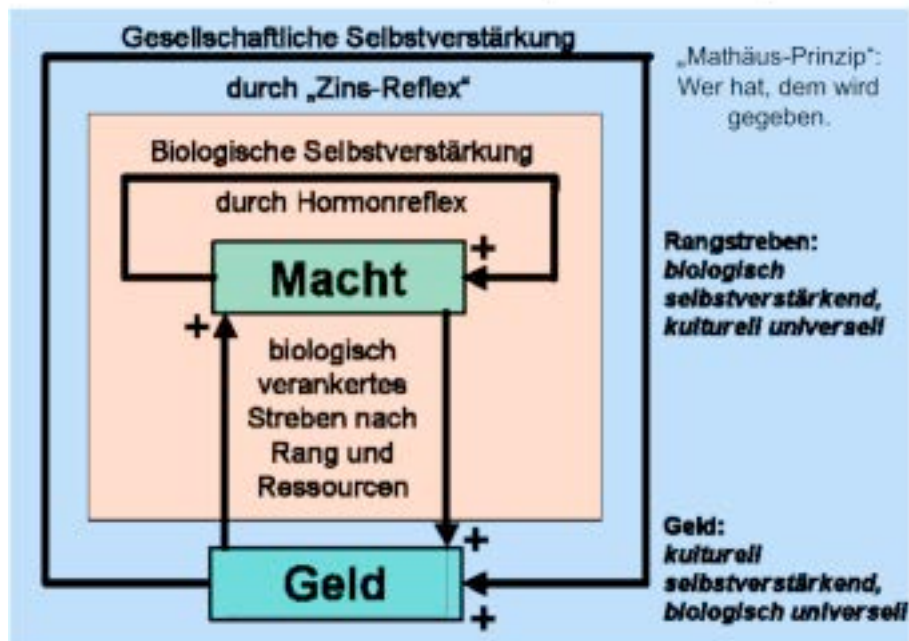 Gesellschaftliche Selbstverstärkung
durch „Zins-Reflex“
„Mathäus-Prinzip“:
Wer hat, dem wird
gegeben.
Biologische Selbstverstärkung
durch Hormonreflex
+
Macht
+
biologisch
verankertes
Streben nach
Rang und
Ressourcen
Rangstreben:
biologisch
selbstverstärkend,
kulturell universell
+
Geld
+
Geld:
kulturell
selbstverstärkend,
biologisch universell